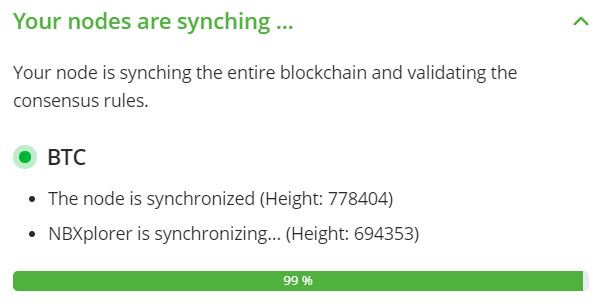 Your nodes are synching ...
Your node is synching the entire blockchain and validating the
consensus rules.
BTC
• The node is synchronized (Height: 778404)
• NBXplorer is synchronizing... (Height: 694353)
99 %